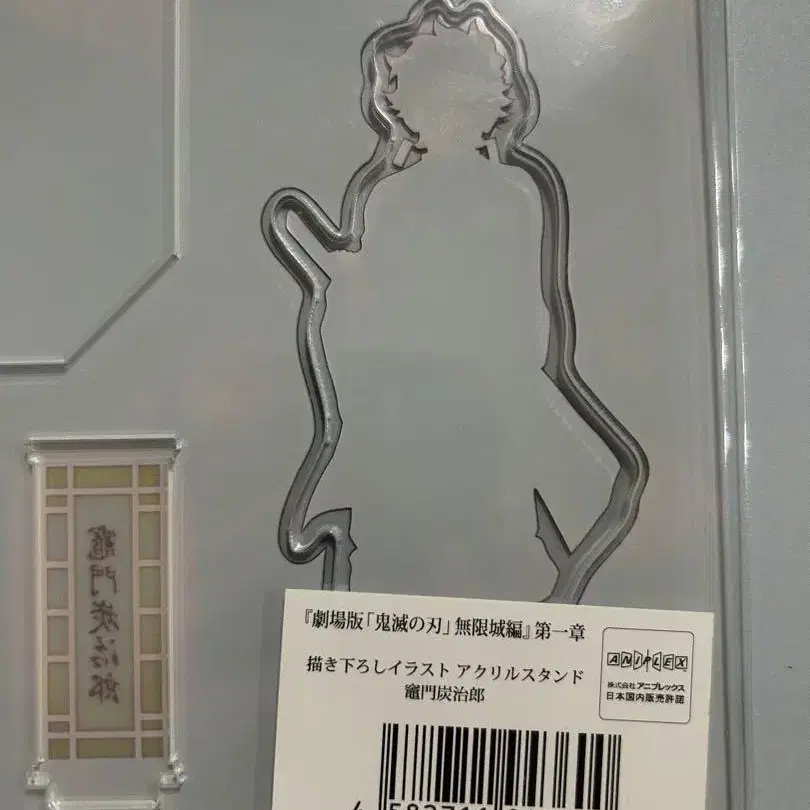 竈門炭治郎
『劇場版「鬼滅の刃」無限城編』第一章
描き下ろしイラスト アクリルスタンド
竈門炭治郎
ANIPLEX
株式会社アニプレックス
日本国内販売許諾